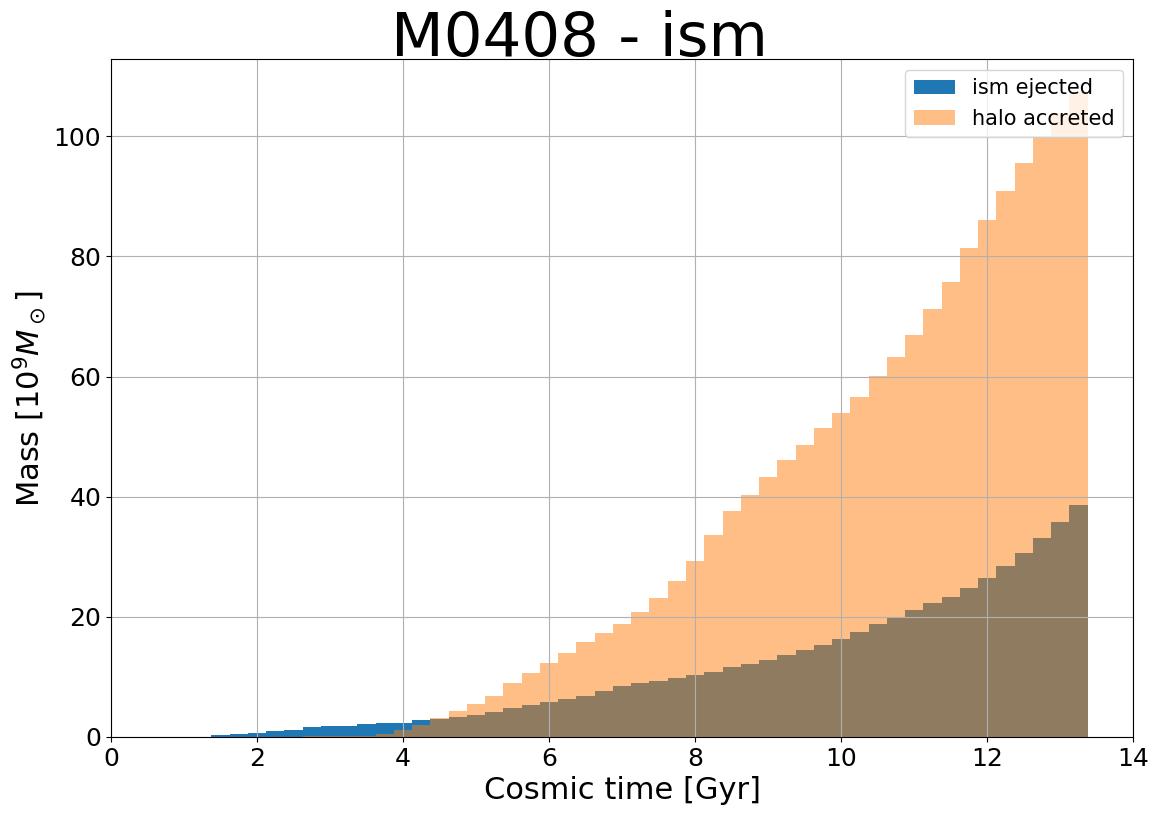 M0408 - ism
ism ejected
halo accreted
100
80
60
40
20
0
Mass [10⁹M⊙]
0 2 4 6 8 10 12 14
Cosmic time [Gyr]